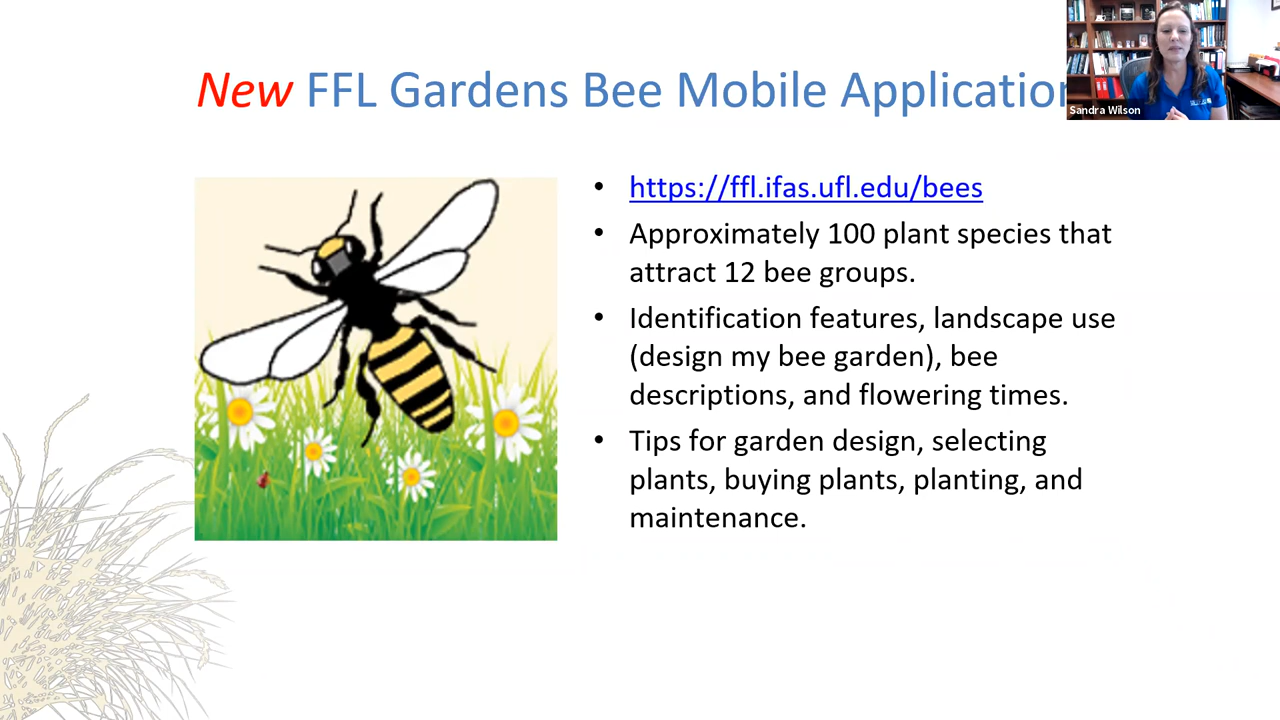 New FFL Gardens Bee Mobile Application
Sandra Wilson
• https://ffl.ifas.ufl.edu/bees
• Approximately 100 plant species that
attract 12 bee groups.
• Identification features, landscape use
(design my bee garden), bee
descriptions, and flowering times.
• Tips for garden design, selecting
plants, buying plants, planting, and
maintenance.